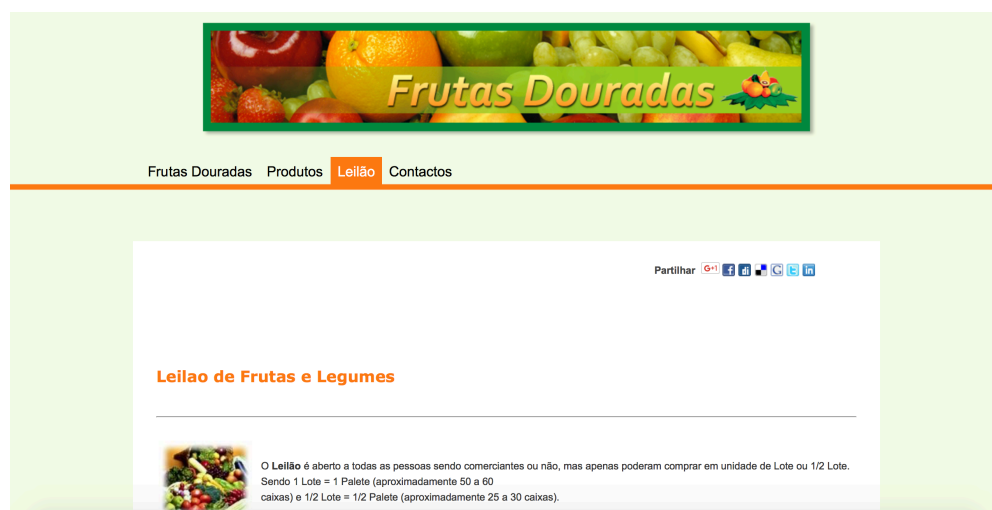 Frutas Douradas
Frutas Douradas Produtos Leilão Contactos
Partilhar
Leilao de Frutas e Legumes
O Leilão é aberto a todas as pessoas sendo comerciantes ou não, mas apenas poderam comprar em unidade de Lote ou 1/2 Lote.
Sendo 1 Lote = 1 Palete (aproximadamente 50 a 60
caixas) e 1/2 Lote = 1/2 Palete (aproximadamente 25 a 30 caixas).